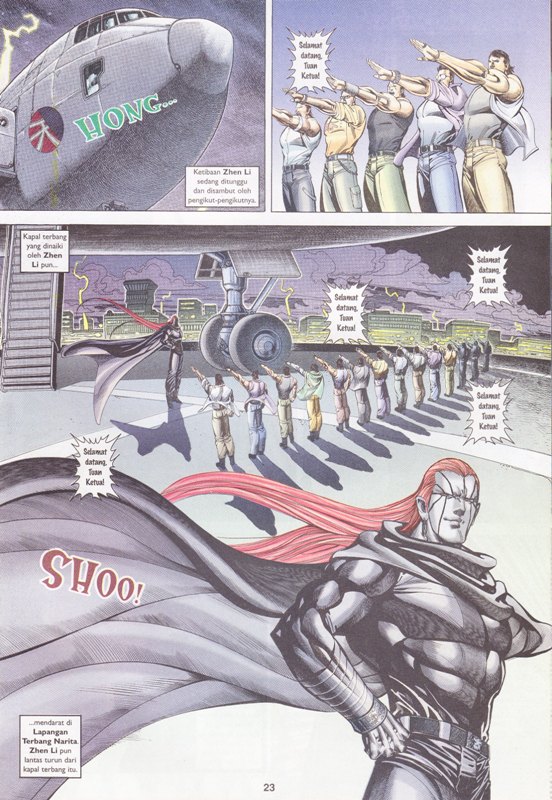 HONG...
Ketibaan Zhen Li
sedang ditunggu
dan disambut oleh
pengikut-pengikutnya.
Selamat
datang,
Tuan
Ketua!
Kapal terbang
yang dinaiki
oleh Zhen
Li pun...
Selamat
datang,
Tuan
Ketua!
Selamat
datang,
Tuan
Ketua!
Selamat
datang,
Tuan
Ketua!
Selamat
datang,
Tuan
Ketua!
SHOO!
...mendarat di
Lapangan
Terbang Narita.
Zhen Li pun
lantas turun dari
kapal terbang itu.
23